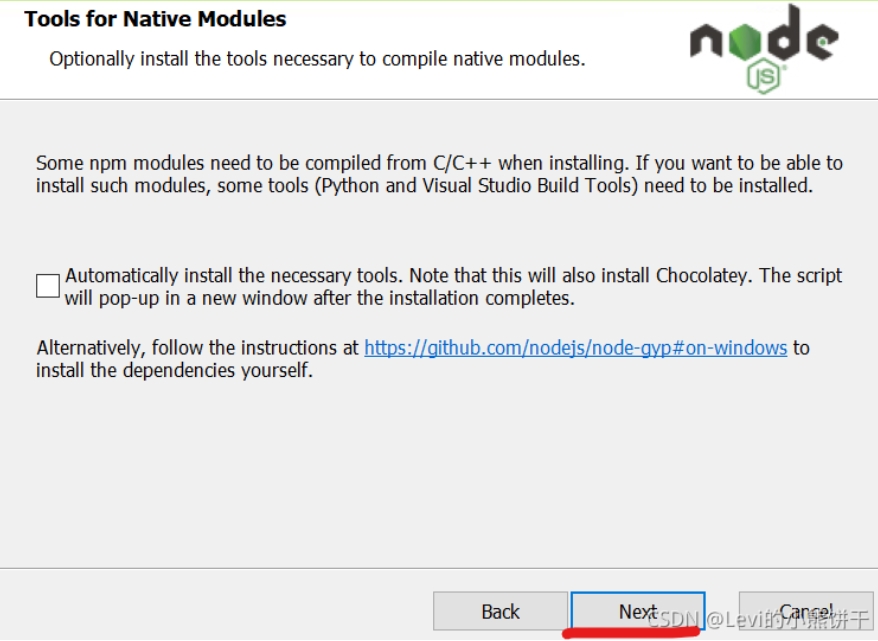 Tools for Native Modules
Optionally install the tools necessary to compile native modules.
node
JS
Some npm modules need to be compiled from C/C++ when installing. If you want to be able to
install such modules, some tools (Python and Visual Studio Build Tools) need to be installed.
Automatically install the necessary tools. Note that this will also install Chocolatey. The script
will pop-up in a new window after the installation completes.
Alternatively, follow the instructions at https://github.com/nodejs/node-gyp#on-windows to
install the dependencies yourself.
Back
Next
Cancel
CSDN @Levi的小熊饼干